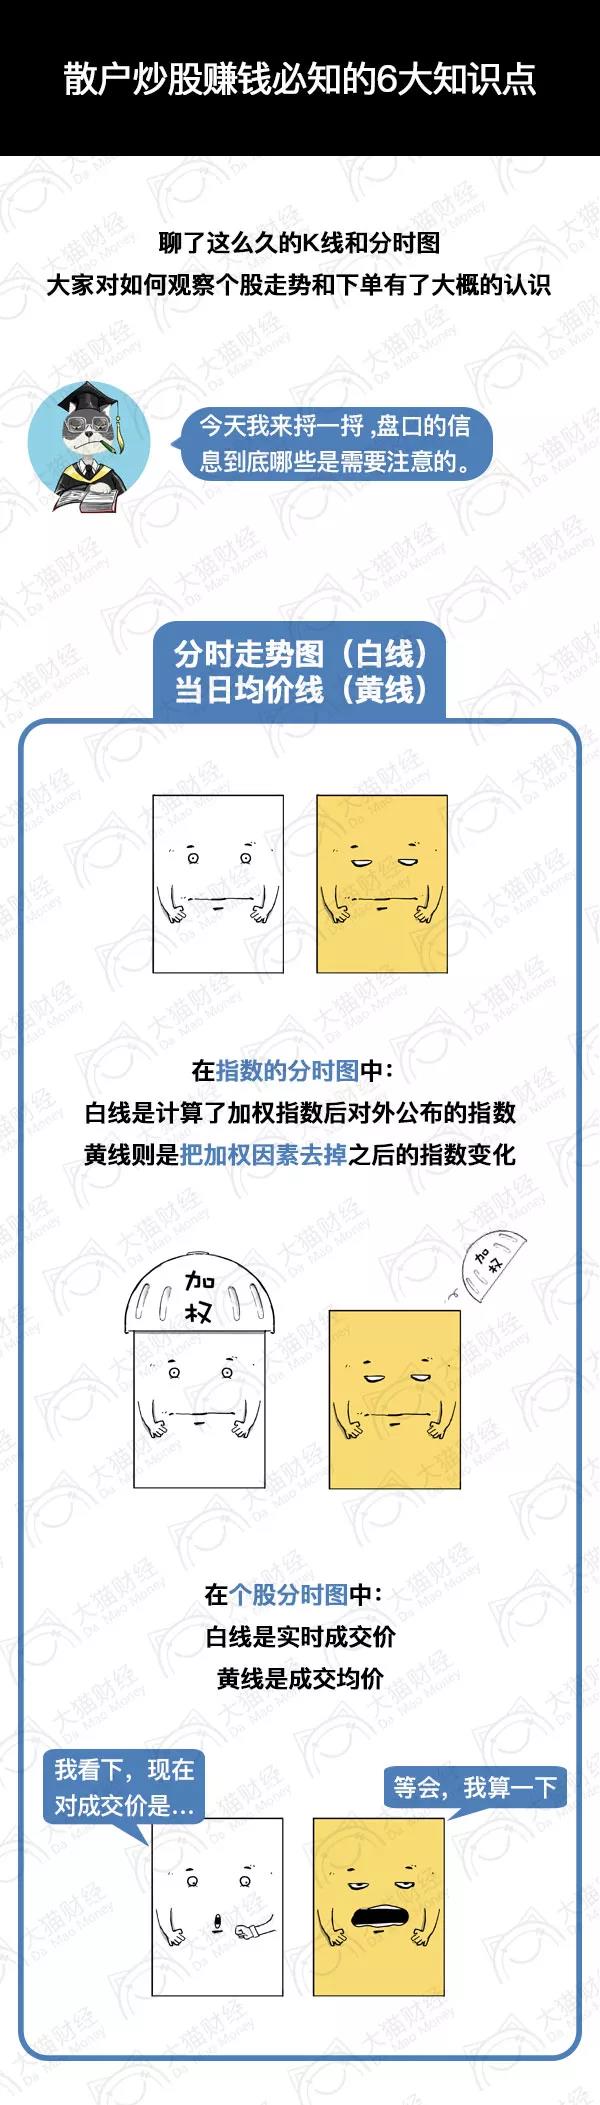 散户炒股赚钱必知的6大知识点
聊了这么久的K线和分时图
大家对如何观察个股走势和下单有了大概的认识
今天我来捋一捋,盘口的信
息到底哪些是需要注意的。
分时走势图（白线）
当日均价线（黄线）
在指数的分时图中：
白线是计算了加权指数后对外公布的指数
黄线则是把加权因素去掉之后的指数变化
加
权
加
权
在个股分时图中：
白线是实时成交价
黄线是成交均价
我看下，现在
对成交价是...
等会，我算一下
大猫财经
Da Mao Money